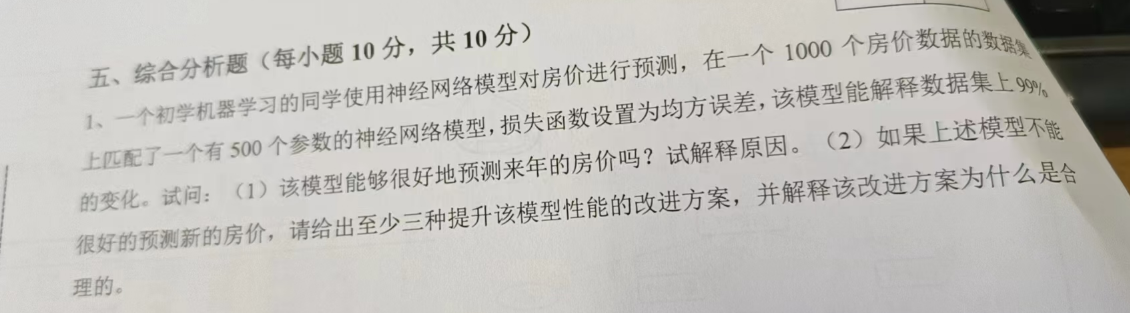 五、综合分析题（每小题 10 分，共 10 分）
1、一个初学机器学习的同学使用神经网络模型对房价进行预测，在一个 1000 个房价数据的数据集
上匹配了一个有 500 个参数的神经网络模型，损失函数设置为均方误差，该模型能解释数据集上 99%
的变化。试问：（1）该模型能够很好地预测来年的房价吗？试解释原因。（2）如果上述模型不能
很好的预测新的房价，请给出至少三种提升该模型性能的改进方案，并解释该改进方案为什么是合
理的。